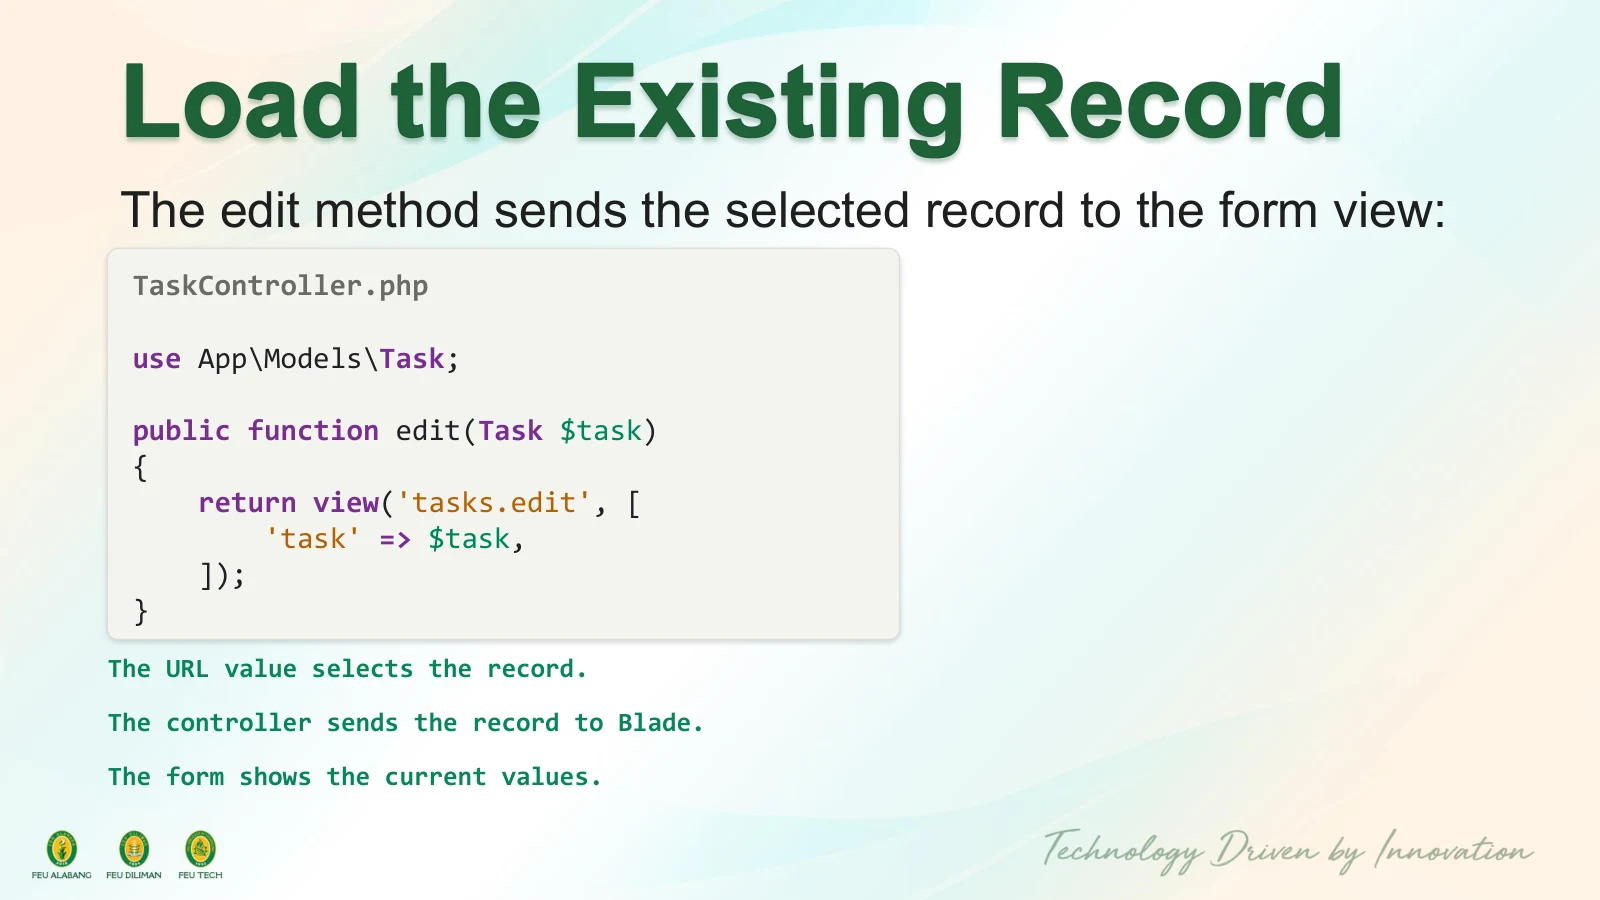 Load the Existing Record
The edit method sends the selected record to the form view:
TaskController.php
use App\Models\Task;
public function edit(Task $task)
{
    return view('tasks.edit', [
        'task' => $task,
    ]);
}
The URL value selects the record.
The controller sends the record to Blade.
The form shows the current values.
FEU ALABANG
FEU DILIMAN
FEU TECH
Technology Driven by Innovation